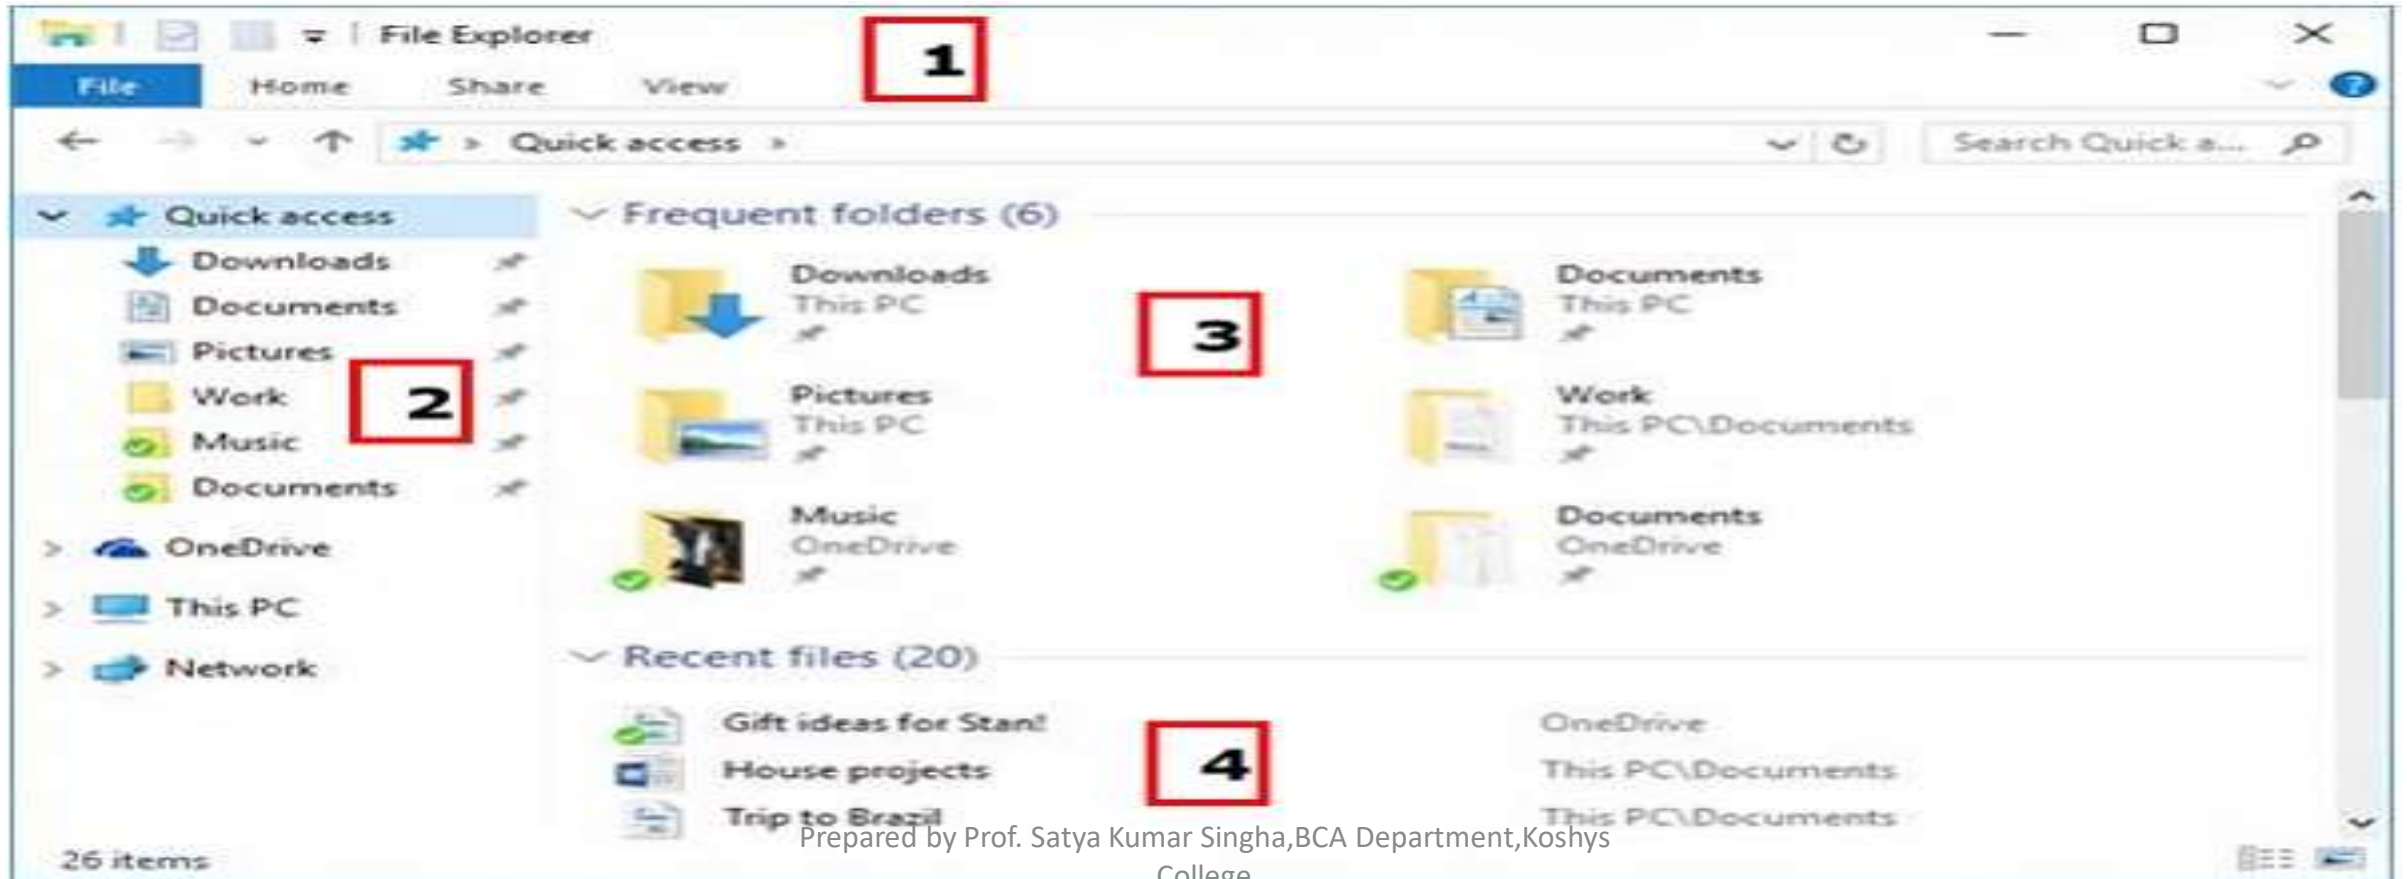 File Explorer
1
File Home Share View
Quick access
Search Quick a...
Quick access
Downloads
Documents
Pictures
Work
2
Music
Documents
OneDrive
This PC
Network
Frequent folders (6)
Downloads
This PC
3
Documents
This PC
Pictures
This PC
Work
This PC\Documents
Music
OneDrive
Documents
OneDrive
Recent files (20)
Gift ideas for Stan! OneDrive
House projects This PC\Documents
4
Trip to Brazil This PC\Documents
Prepared by Prof. Satya Kumar Singha,BCA Department,Koshys
College
26 items